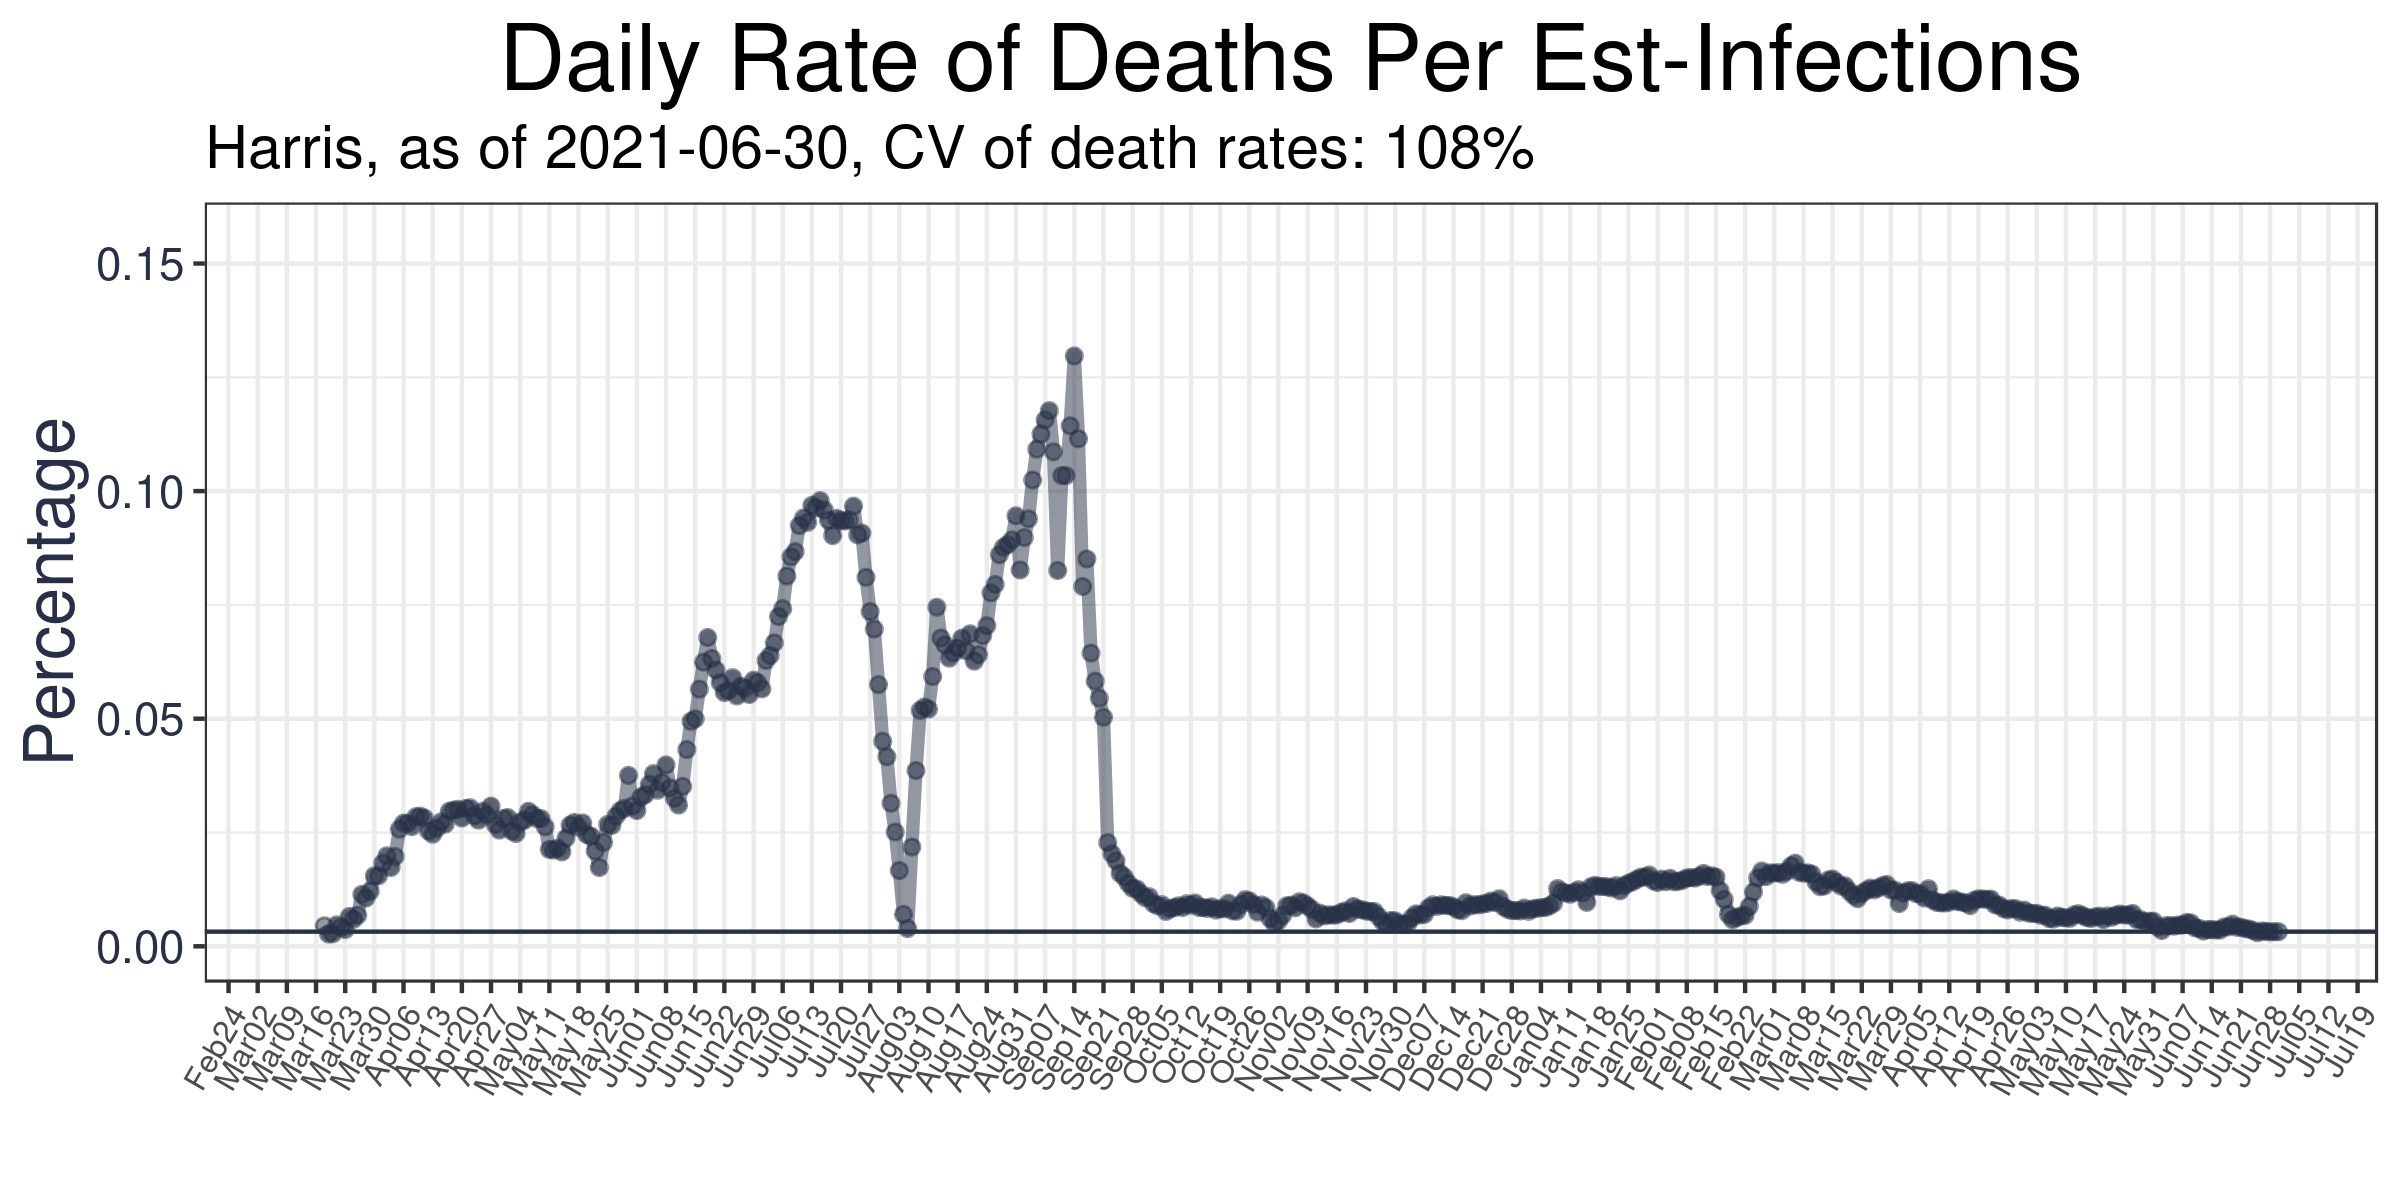 Daily Rate of Deaths Per Est-Infections
Harris, as of 2021-06-30, CV of death rates: 108%
Percentage
0.15
0.10
0.05
0.00
Feb24
Mar02
Mar09
Mar16
Mar23
Mar30
Apr06
Apr13
Apr20
Apr27
May04
May11
May18
May25
Jun01
Jun08
Jun15
Jun22
Jun29
Jul06
Jul13
Jul20
Jul27
Aug03
Aug10
Aug17
Aug24
Aug31
Sep07
Sep14
Sep21
Sep28
Oct05
Oct12
Oct19
Oct26
Nov02
Nov09
Nov16
Nov23
Nov30
Dec07
Dec14
Dec21
Dec28
Jan04
Jan11
Jan18
Jan25
Feb01
Feb08
Feb15
Feb22
Mar01
Mar08
Mar15
Mar22
Mar29
Apr05
Apr12
Apr19
Apr26
May03
May10
May17
May24
May31
Jun07
Jun14
Jun21
Jun28
Jul05
Jul12
Jul19